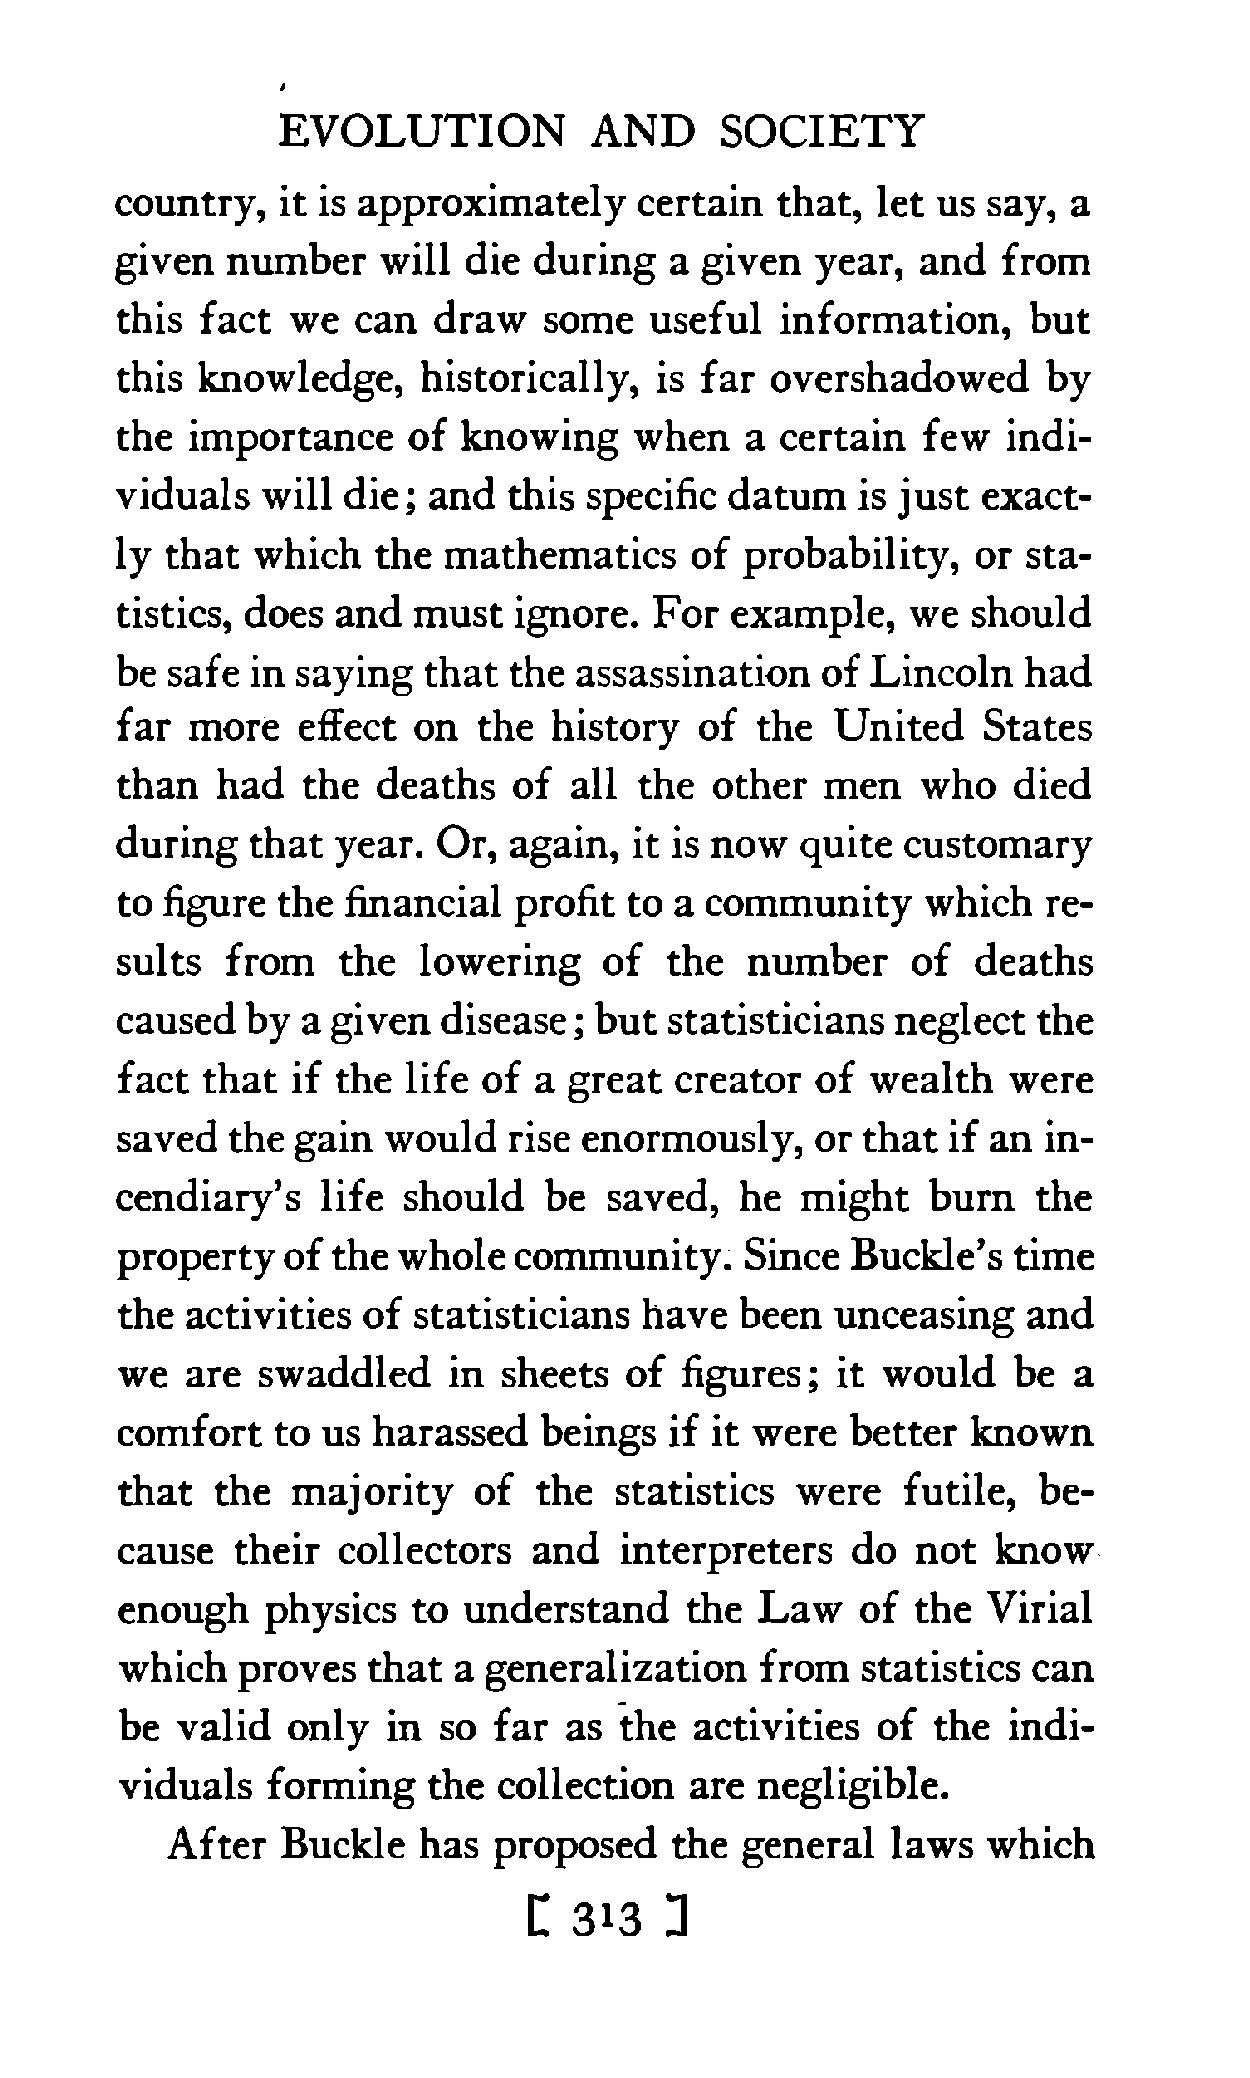 EVOLUTION AND SOCIETY
country, it is approximately certain that, let us say, a
given number will die during a given year, and from
this fact we can draw some useful information, but
this knowledge, historically, is far overshadowed by
the importance of knowing when a certain few indi-
viduals will die; and this specific datum is just exact-
ly that which the mathematics of probability, or sta-
tistics, does and must ignore. For example, we should
be safe in saying that the assassination of Lincoln had
far more effect on the history of the United States
than had the deaths of all the other men who died
during that year. Or, again, it is now quite customary
to figure the financial profit to a community which re-
sults from the lowering of the number of deaths
caused by a given disease; but statisticians neglect the
fact that if the life of a great creator of wealth were
saved the gain would rise enormously, or that if an in-
cendiary's life should be saved, he might burn the
property of the whole community. Since Buckle's time
the activities of statisticians have been unceasing and
we are swaddled in sheets of figures; it would be a
comfort to us harassed beings if it were better known
that the majority of the statistics were futile, be-
cause their collectors and interpreters do not know
enough physics to understand the Law of the Virial
which proves that a generalization from statistics can
be valid only in so far as the activities of the indi-
viduals forming the collection are negligible.
After Buckle has proposed the general laws which
[ 313 ]